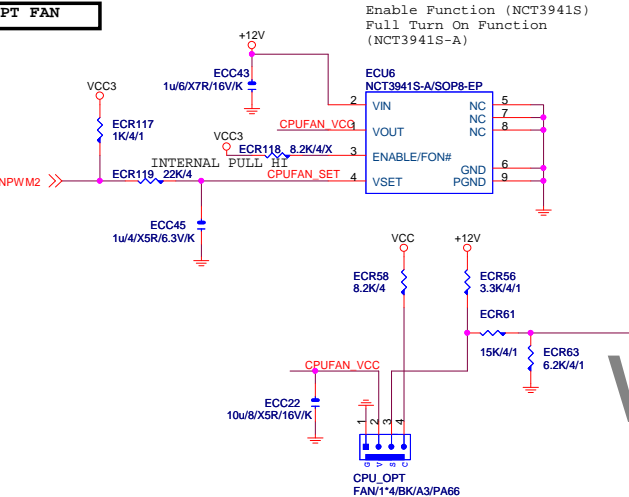 PT FAN
Enable Function (NCT3941S)
Full Turn On Function
(NCT3941S-A)
+12V
ECC43
1u/6/X7R/16V/K
ECU6
NCT3941S-A/SOP8-EP
VCC3
ECR117
1K/4/1
2
VIN
NC
5
NC
7
CPUFAN_VCC
1
VOUT
NC
8
VCC3
ECR118
8.2K/4/X
3
ENABLE/FON#
INTERNAL PULL HI
GND
6
NPWM2
ECR119
22K/4
CPUFAN_SET
4
VSET
PGND
9
ECC45
1u/4/X5R/6.3V/K
VCC
+12V
ECR58
8.2K/4
ECR56
3.3K/4/1
ECR61
15K/4/1
ECR63
6.2K/4/1
CPUFAN_VCC
ECC22
10u/8/X5R/16V/K
1
2
3
4
G
V
S
C
CPU_OPT
FAN/1*4/BK/A3/PA66